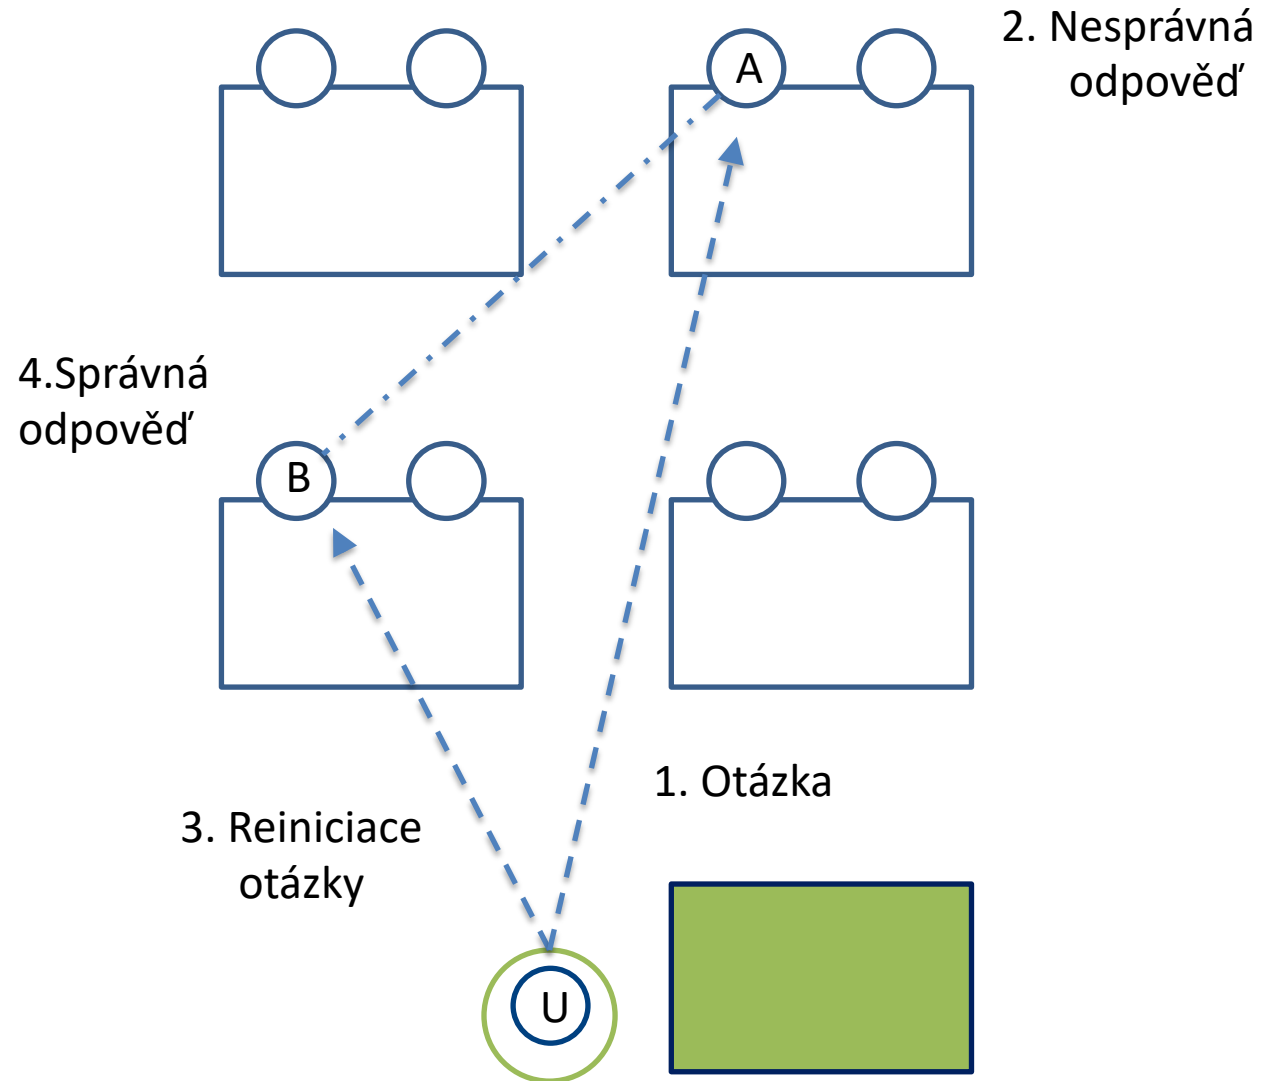 A
2. Nesprávná
odpověď
4.Správná
odpověď
B
1. Otázka
3. Reiniciace
otázky
U